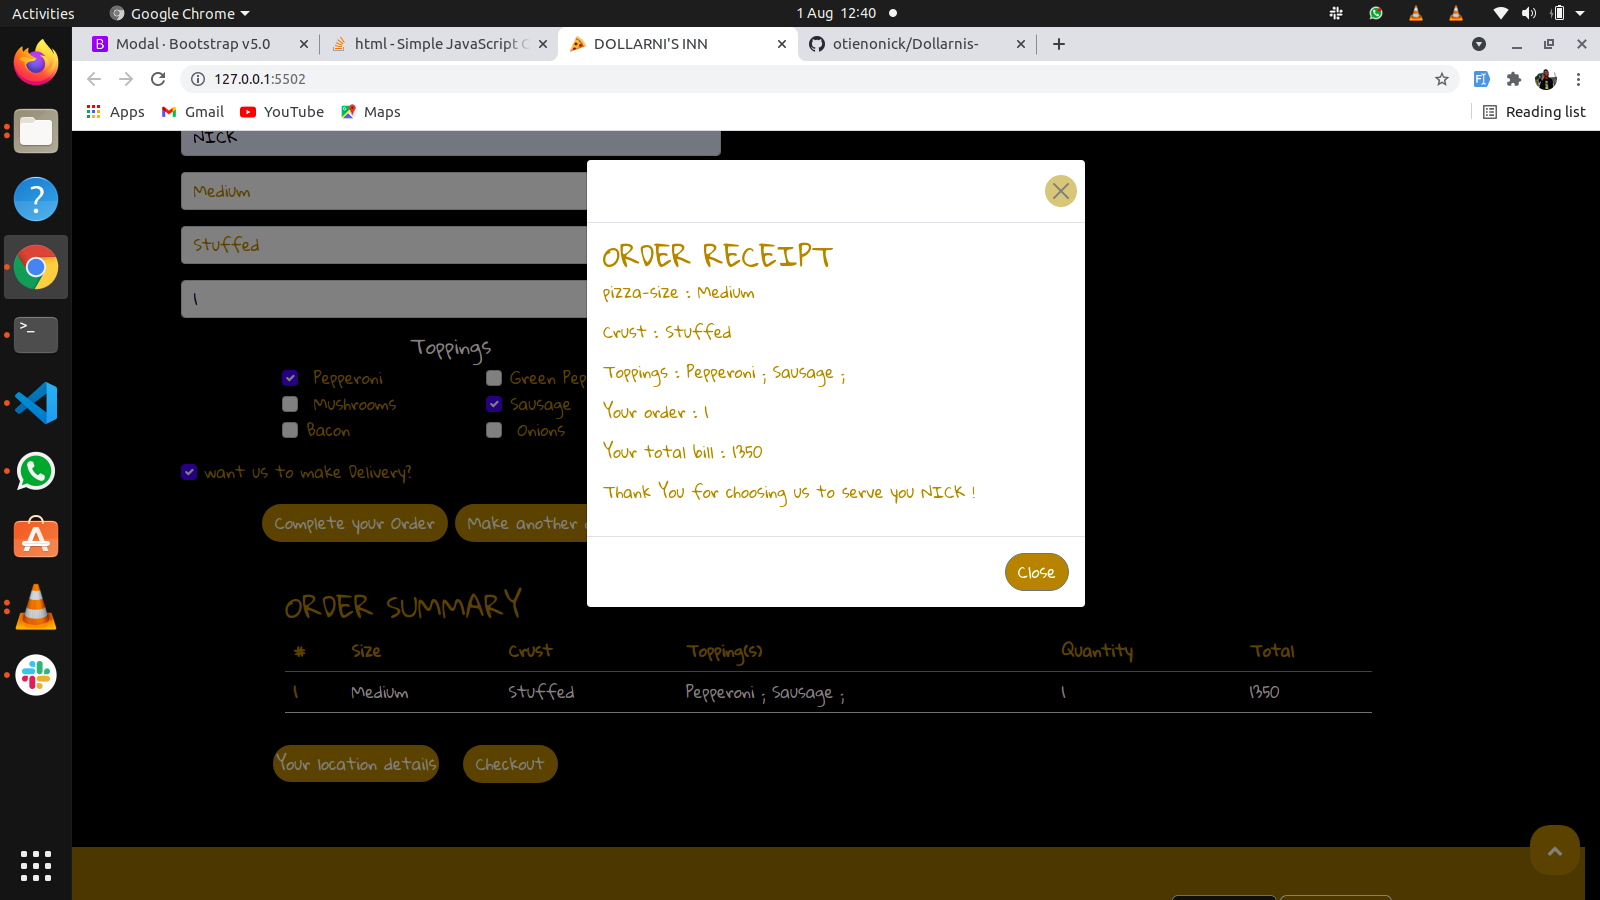 Activities
Google Chrome
1 Aug 12:40
Modal · Bootstrap v5.0
html - Simple JavaScript
DOLLARNI'S INN
otienonick/Dollarnis-
127.0.0.1:5502
Apps
Gmail
YouTube
Maps
Reading list
NICK
Medium
Stuffed
1
Toppings
Pepperoni
Green Pep
Mushrooms
Sausage
Bacon
Onions
want us to make Delivery?
Complete your Order
Make another
ORDER RECEIPT
pizza-size : Medium
Crust : Stuffed
Toppings : Pepperoni ; Sausage ;
Your order : 1
Your total bill : 1350
Thank You for choosing us to serve you NICK !
Close
ORDER SUMMARY
# Size Crust Topping(s) Quantity Total
1 Medium Stuffed Pepperoni ; Sausage ; 1 1350
Your location details
Checkout